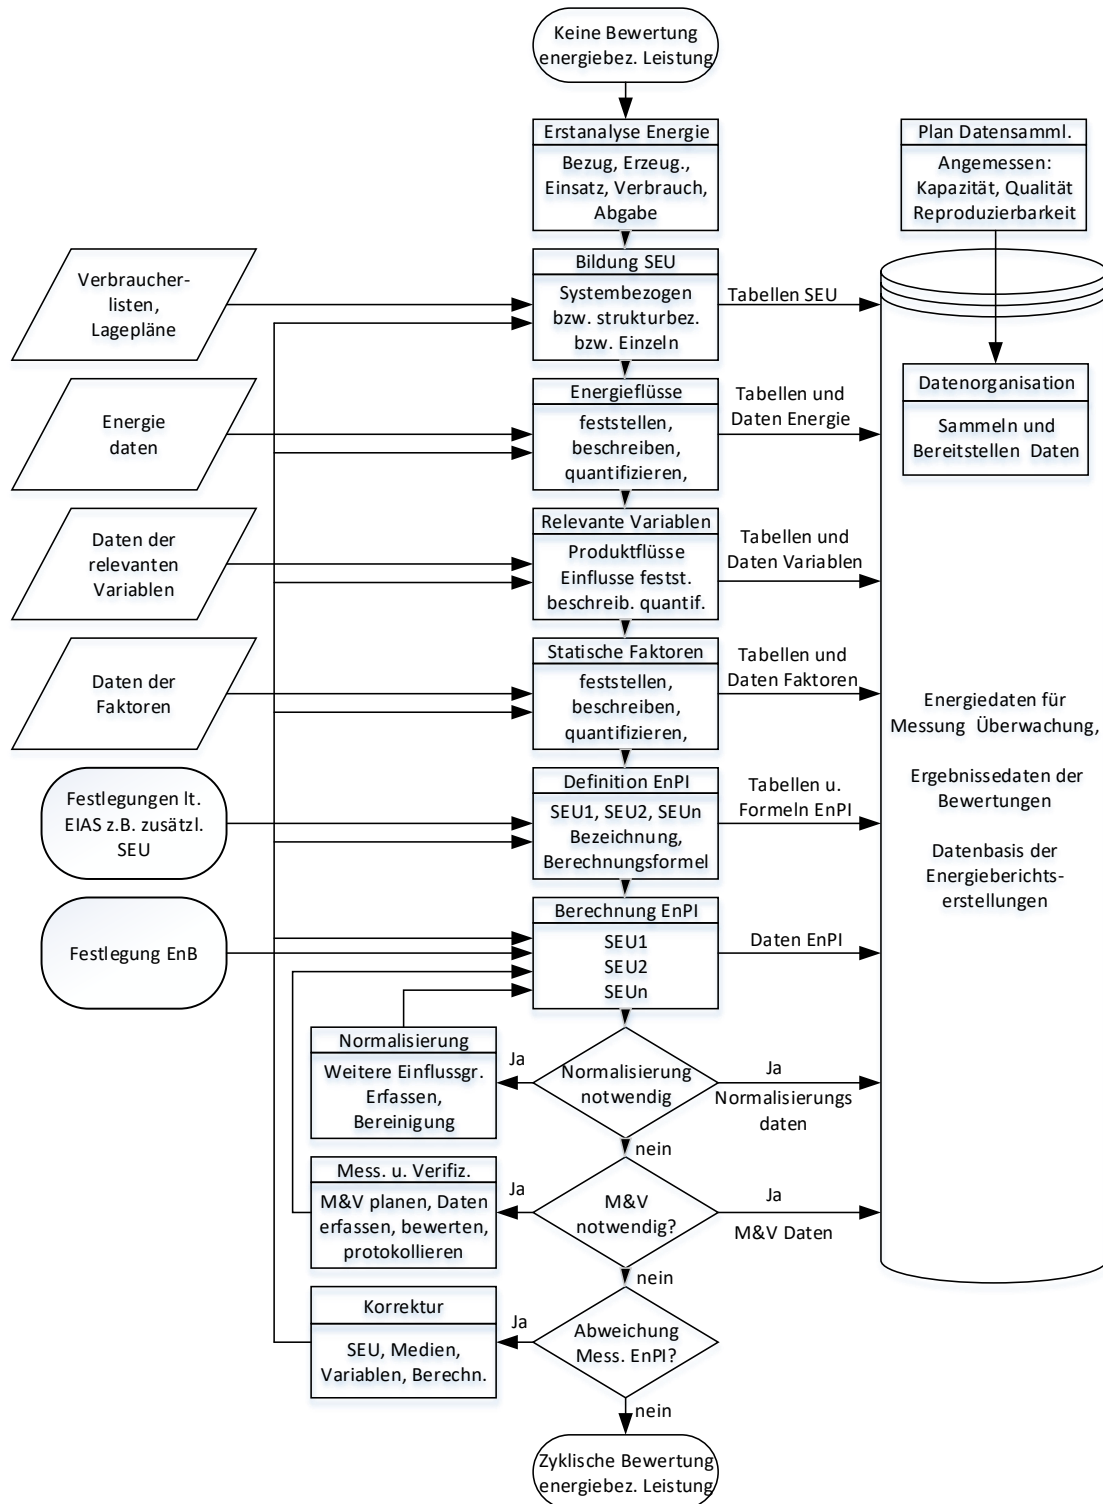 Keine Bewertung
energiebez. Leistung
Erstanalyse Energie
Bezug, Erzeug.,
Einsatz, Verbrauch,
Abgabe
Plan Datensamml.
Angemessen:
Kapazität, Qualität
Reproduzierbarkeit
Verbraucher-
listen,
Lagepläne
Bildung SEU
Systembezogen
bzw. strukturbez.
bzw. Einzeln
Tabellen SEU
Datenorganisation
Sammeln und
Bereitstellen Daten
Energie
daten
Energieflüsse
feststellen,
beschreiben,
quantifizieren,
Tabellen und
Daten Energie
Daten der
relevanten
Variablen
Relevante Variablen
Produktflüsse
Einflusse festst.
beschreib. quantif.
Tabellen und
Daten Variablen
Daten der
Faktoren
Statische Faktoren
feststellen,
beschreiben,
quantifizieren,
Tabellen und
Daten Faktoren
Energiedaten für
Messung Überwachung,
Ergebnissedaten der
Bewertungen
Datenbasis der
Energieberichts-
erstellungen
Festlegungen lt.
EIAS z.B. zusätzl.
SEU
Definition EnPI
SEU1, SEU2, SEUn
Bezeichnung,
Berechnungsformel
Tabellen u.
Formeln EnPI
Festlegung EnB
Berechnung EnPI
SEU1
SEU2
SEUn
Daten EnPI
Normalisierung
Weitere Einflussgr.
Erfassen,
Bereinigung
Ja
Normalisierung
notwendig
Ja
Normalisierungs
daten
nein
Mess. u. Verifiz.
M&V planen, Daten
erfassen, bewerten,
protokollieren
Ja
M&V
notwendig?
Ja
M&V Daten
nein
Korrektur
SEU, Medien,
Variablen, Berechn.
Ja
Abweichung
Mess. EnPI?
nein
Zyklische Bewertung
energiebez. Leistung